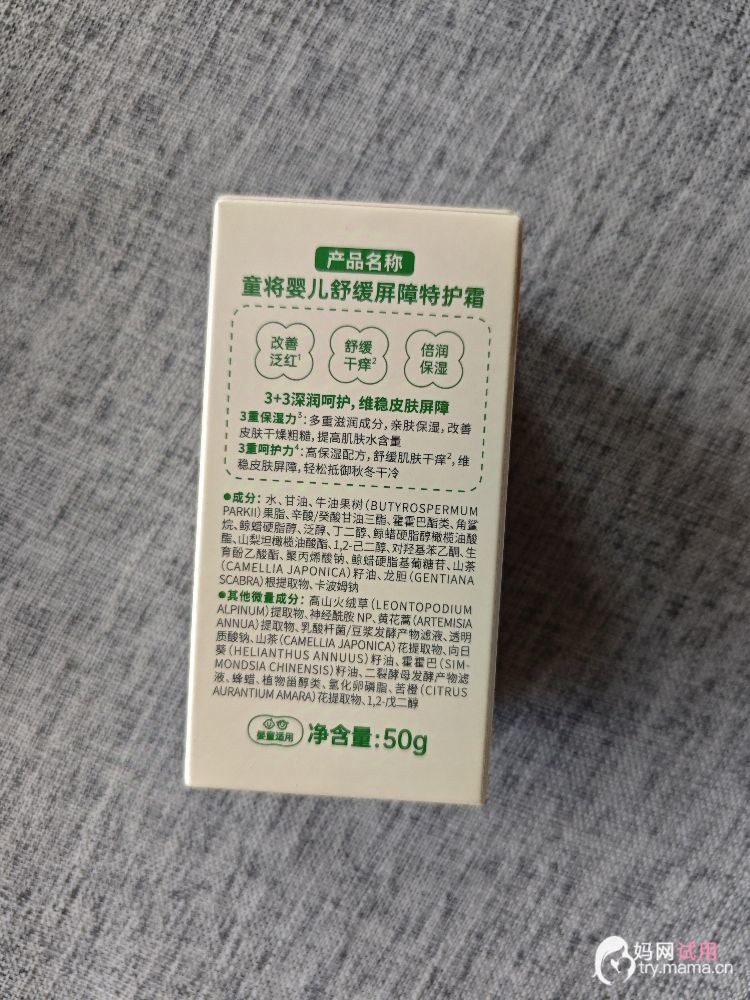 产品名称
童将婴儿舒缓屏障特护霜
改善
泛红¹
舒缓
干痒²
倍润
保湿
3+3深润呵护,维稳皮肤屏障
3重保湿力³:多重滋润成分,亲肤保湿,改善
皮肤干燥粗糙,提高肌肤水含量
3重呵护力⁴:高保湿配方,舒缓肌肤干痒²,维
稳皮肤屏障,轻松抵御秋冬干冷
●成分:水、甘油、牛油果树(BUTYROSPERMUM
PARKII)果脂、辛酸/癸酸甘油三酯、霍霍巴酯类、角鲨
烷、鲸蜡硬脂醇、泛醇、丁二醇、鲸蜡硬脂醇橄榄油酸
酯、山梨坦橄榄油酸酯、1,2-己二醇、对羟基苯乙酮、生
育酚乙酸酯、聚丙烯酸钠、鲸蜡硬脂基葡糖苷、山茶
(CAMELLIA JAPONICA)籽油、龙胆(GENTIANA
SCABRA)根提取物、卡波姆钠
●其他微量成分:高山火绒草(LEONTOPODIUM
ALPINUM)提取物、神经酰胺 NP、黄花蒿(ARTEMISIA
ANNUA)提取物、乳酸杆菌/豆浆发酵产物滤液、透明
质酸钠、山茶(CAMELLIA JAPONICA)花提取物、向日
葵(HELIANTHUS ANNUUS)籽油、霍霍巴(SIM-
MONDSIA CHINENSIS)籽油、二裂酵母发酵产物滤
液、蜂蜡、植物甾醇类、氢化卵磷脂、苦橙(CITRUS
AURANTIUM AMARA)花提取物、1,2-戊二醇
婴童适用
净含量:50g
妈网试用
try.mama.cn